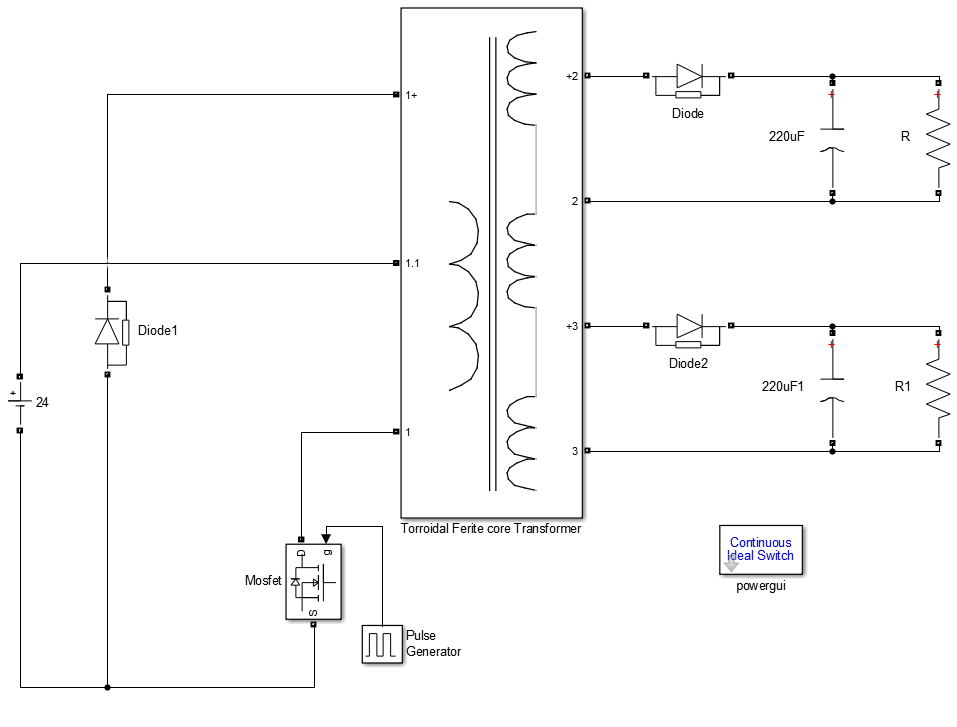 +2
Diode
220uF
R
1+
2
1.1
Diode1
+3
Diode2
220uF1
R1
+
24
1
3
Torroidal Ferite core Transformer
Continuous
Ideal Switch
powergui
D
g
Mosfet
S
Pulse
Generator
+
+
+
+